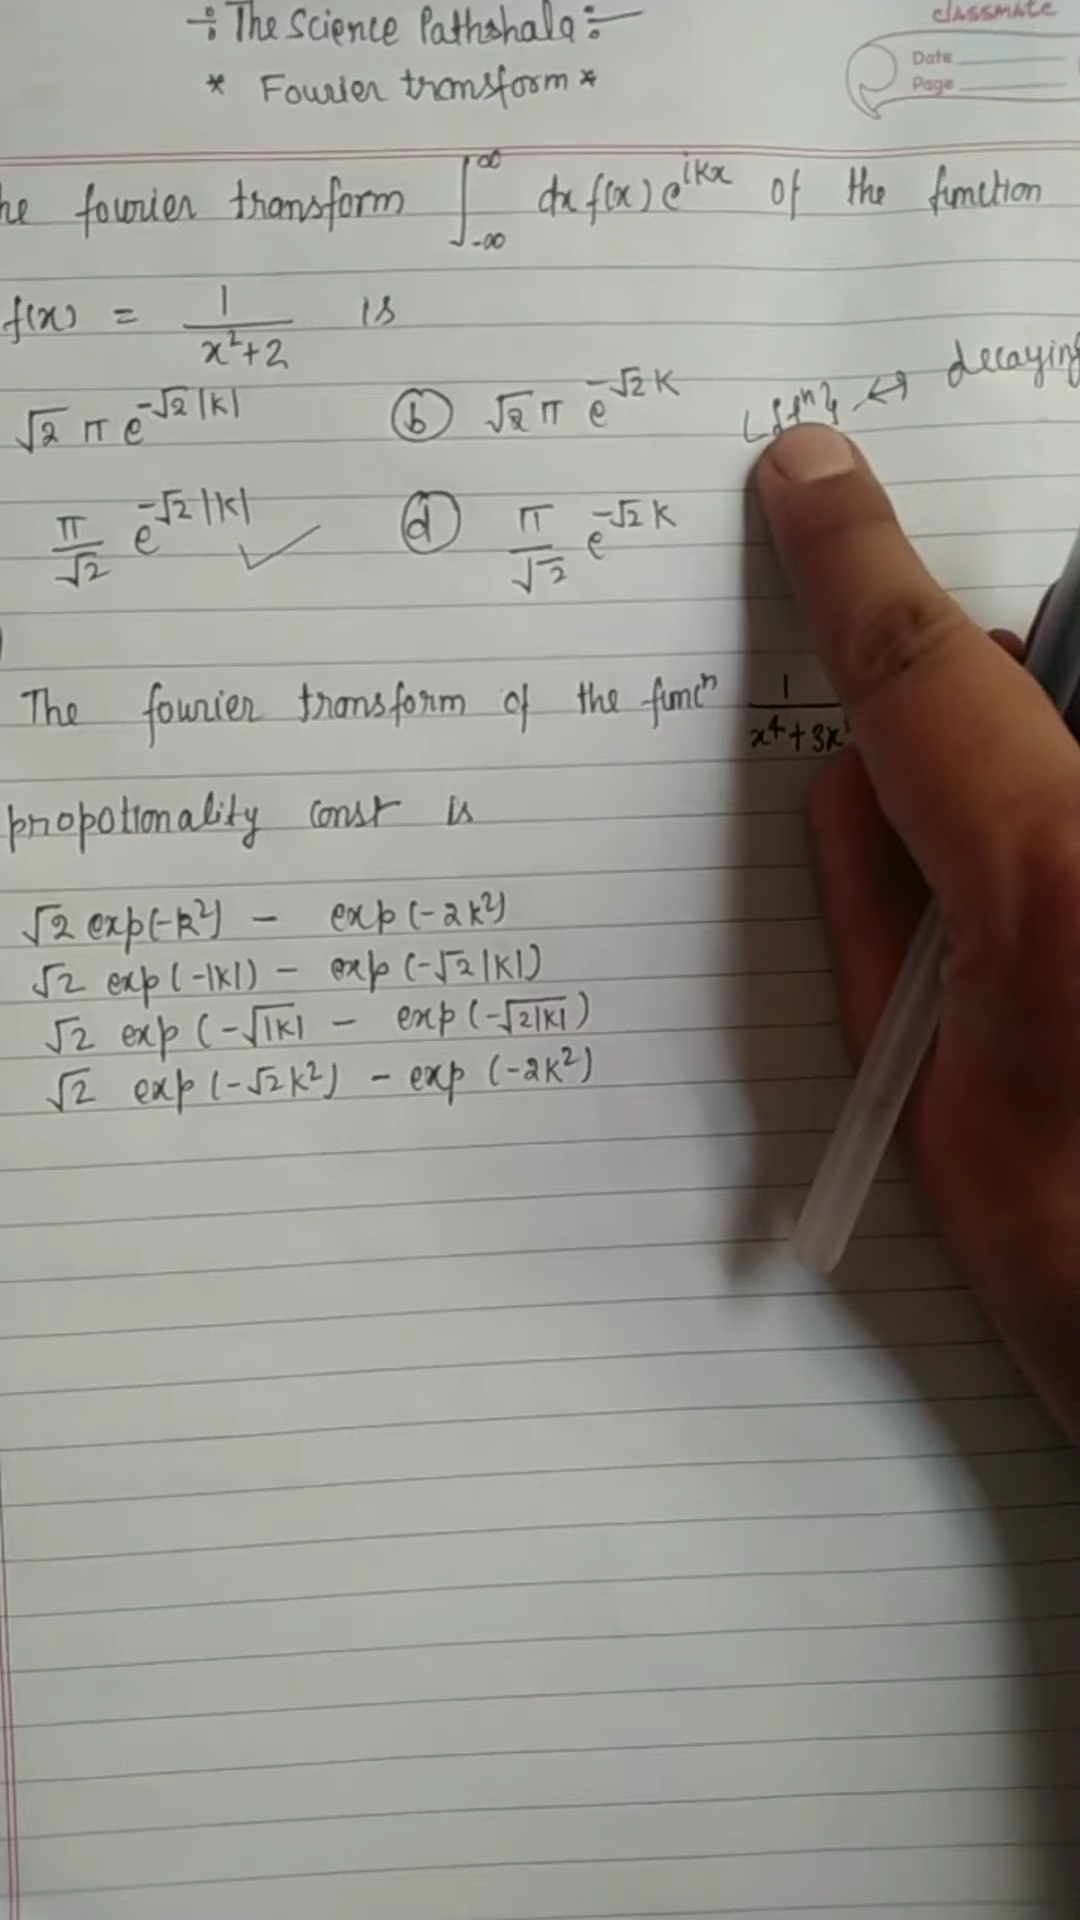 ÷ The Science Pathshala ÷
* Fourier transform *
classmate
Date
Page
he fourier transform ∫_{-∞}^{∞} dx f(x) e^{ikx} of the function
f(x) = 1/(x²+2) is
√2 π e^{-√2|k|} (b) √2 π e^{-√2k} ↔ decaying
π/√2 e^{-√2|k|} ✓ (d) π/√2 e^{-√2k}
The fourier transform of the funcⁿ 1/(x⁴+3x
propotionality const is
√2 exp(-k²) - exp(-2k²)
√2 exp(-|k|) - exp(-√2|k|)
√2 exp(-√|k| - exp(-√2|k|)
√2 exp(-√2k²) - exp(-2k²)